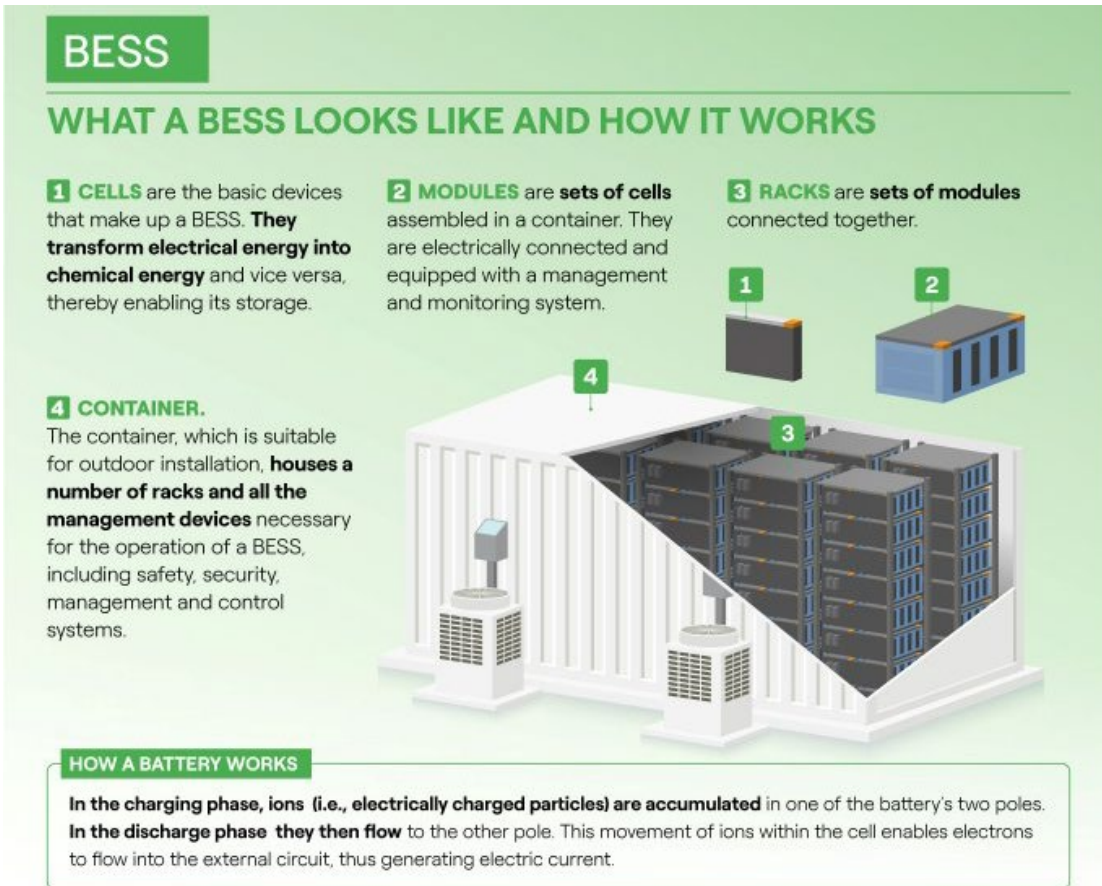 BESS
WHAT A BESS LOOKS LIKE AND HOW IT WORKS
1 CELLS are the basic devices
that make up a BESS. They
transform electrical energy into
chemical energy and vice versa,
thereby enabling its storage.
2 MODULES are sets of cells
assembled in a container. They
are electrically connected and
equipped with a management
and monitoring system.
3 RACKS are sets of modules
connected together.
1
2
4
3
4 CONTAINER.
The container, which is suitable
for outdoor installation, houses a
number of racks and all the
management devices necessary
for the operation of a BESS,
including safety, security,
management and control
systems.
HOW A BATTERY WORKS
In the charging phase, ions (i.e., electrically charged particles) are accumulated in one of the battery's two poles.
In the discharge phase they then flow to the other pole. This movement of ions within the cell enables electrons
to flow into the external circuit, thus generating electric current.